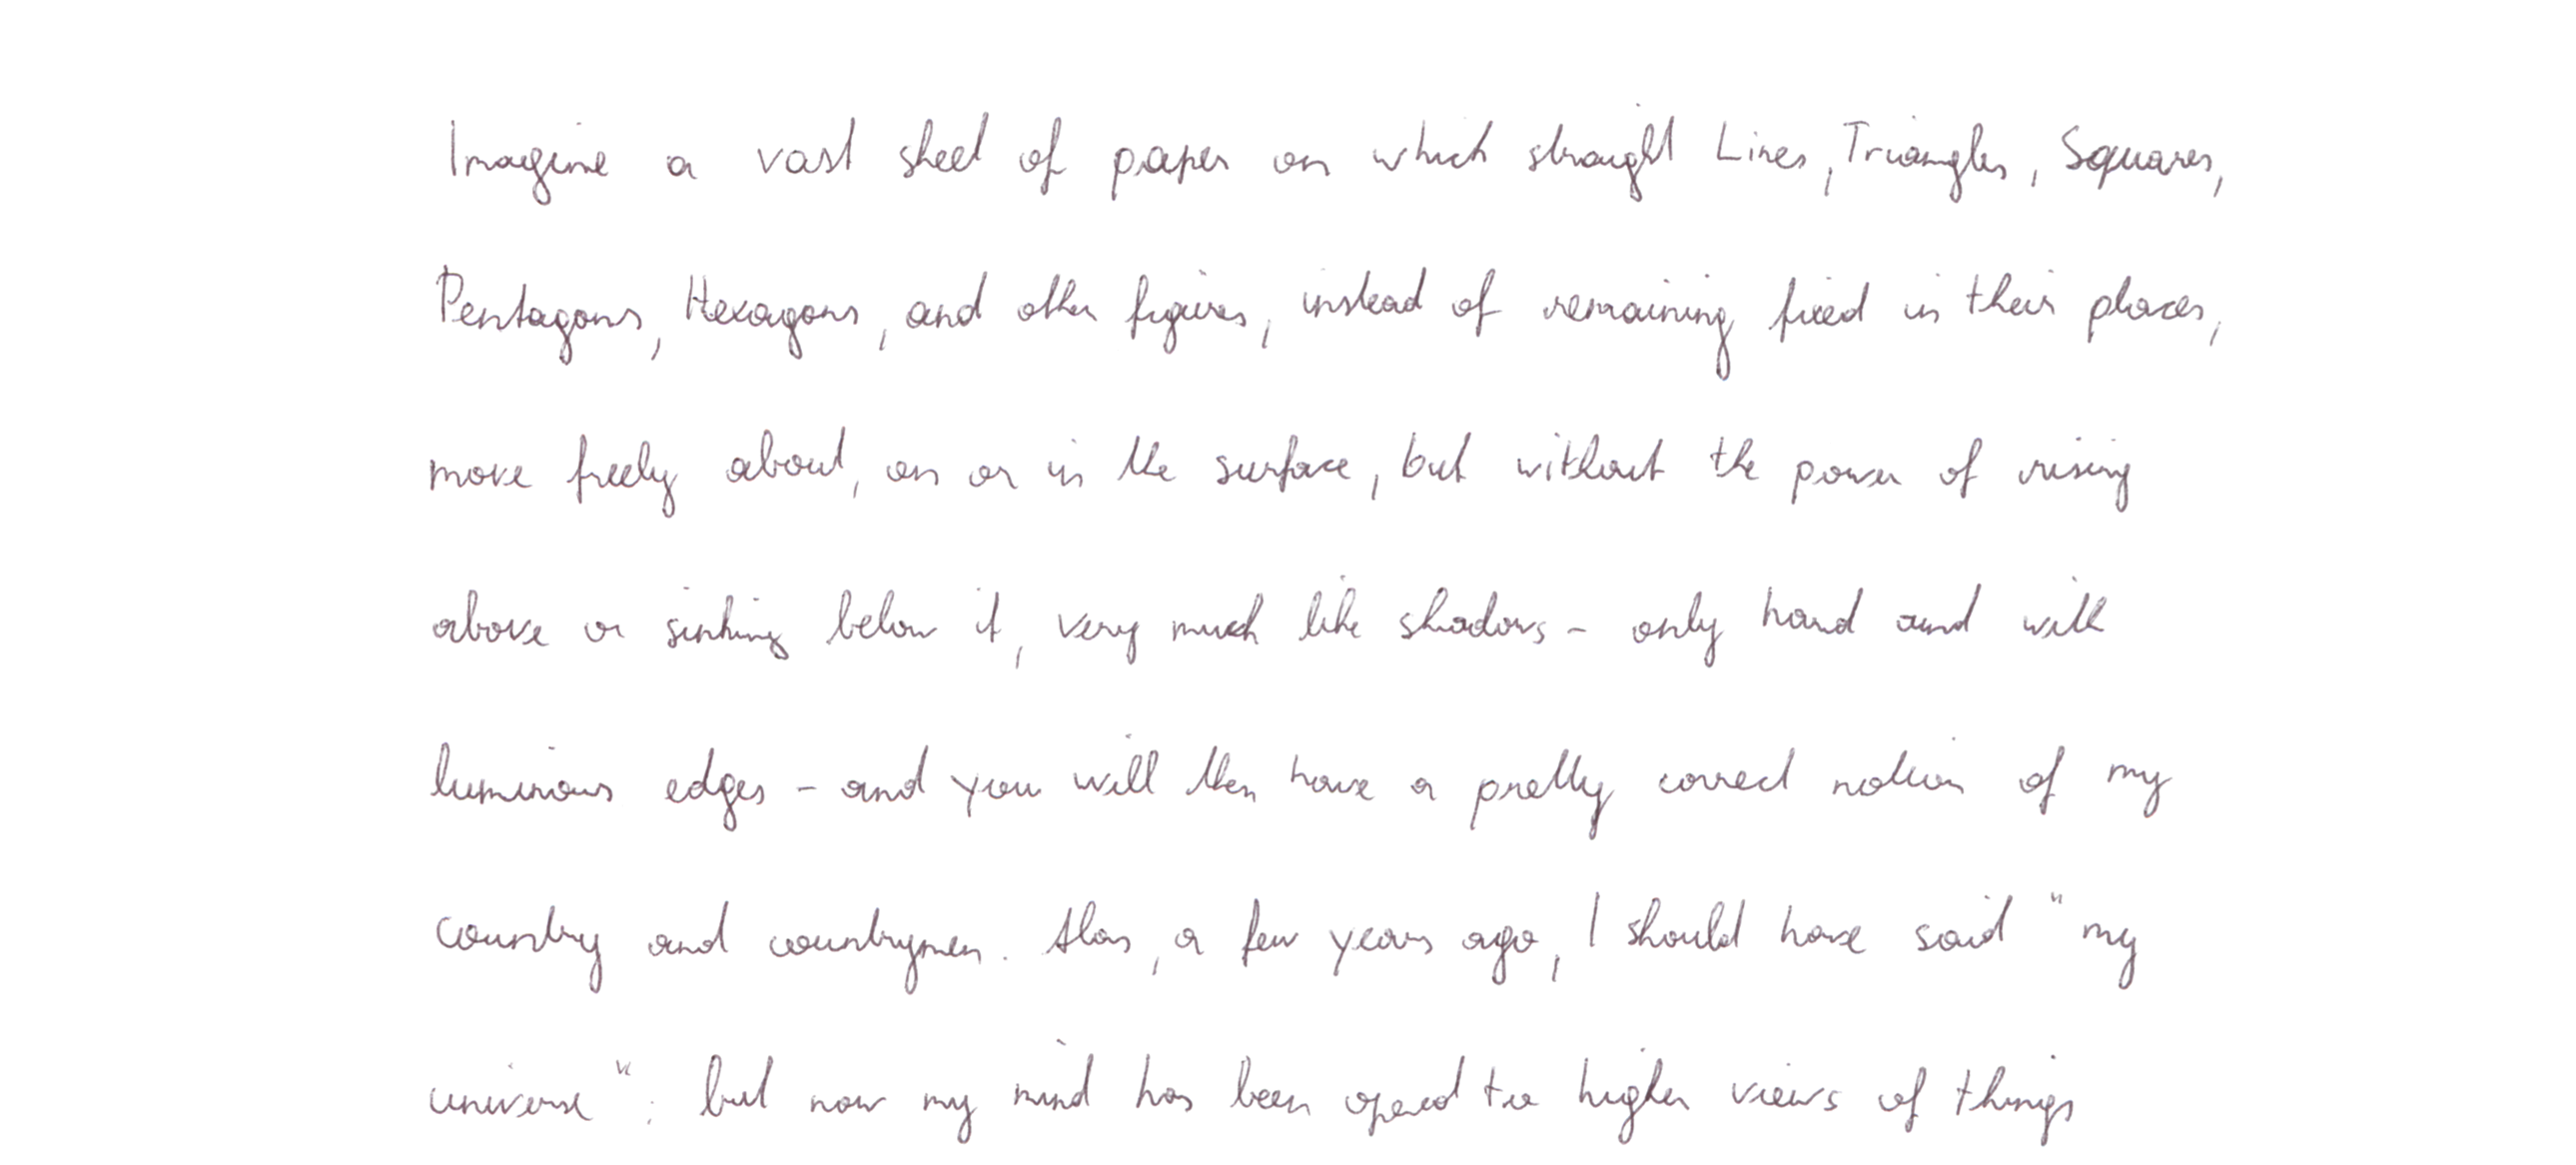 Imagine a vast sheet of paper on which straight Lines, Triangles, Squares,
Pentagons, Hexagons, and other figures, instead of remaining fixed in their places,
move freely about, on or in the surface, but without the power of rising
above or sinking below it, very much like shadows - only hard and with
luminous edges - and you will then have a pretty correct notion of my
country and countrymen. Alas, a few years ago, I should have said "my
universe"; but now my mind has been opened to higher views of things